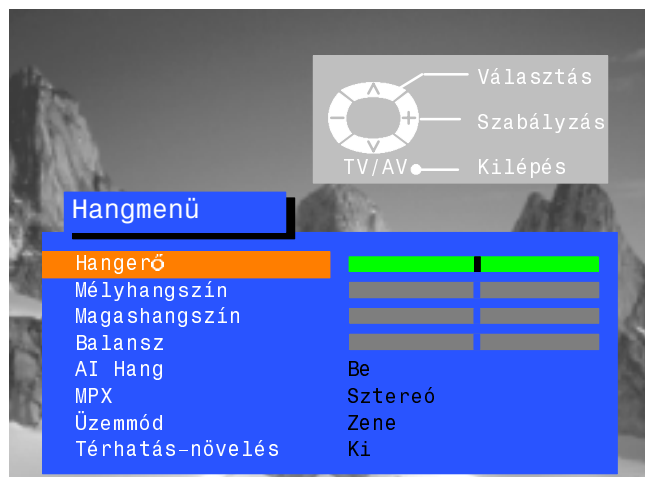 Választás
Szabályzás
TV/AV Kilépés
Hangmenü
Hangerő
Mélyhangszín
Magashangszín
Balansz
AI Hang Be
MPX Sztereó
Üzemmód Zene
Térhatás-növelés Ki